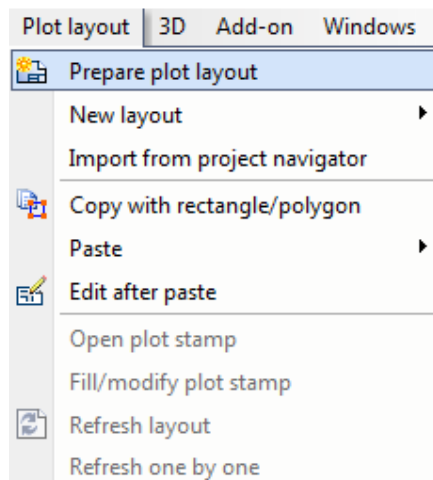 Plot layout 3D Add-on Windows
Prepare plot layout
New layout
Import from project navigator
Copy with rectangle/polygon
Paste
Edit after paste
Open plot stamp
Fill/modify plot stamp
Refresh layout
Refresh one by one